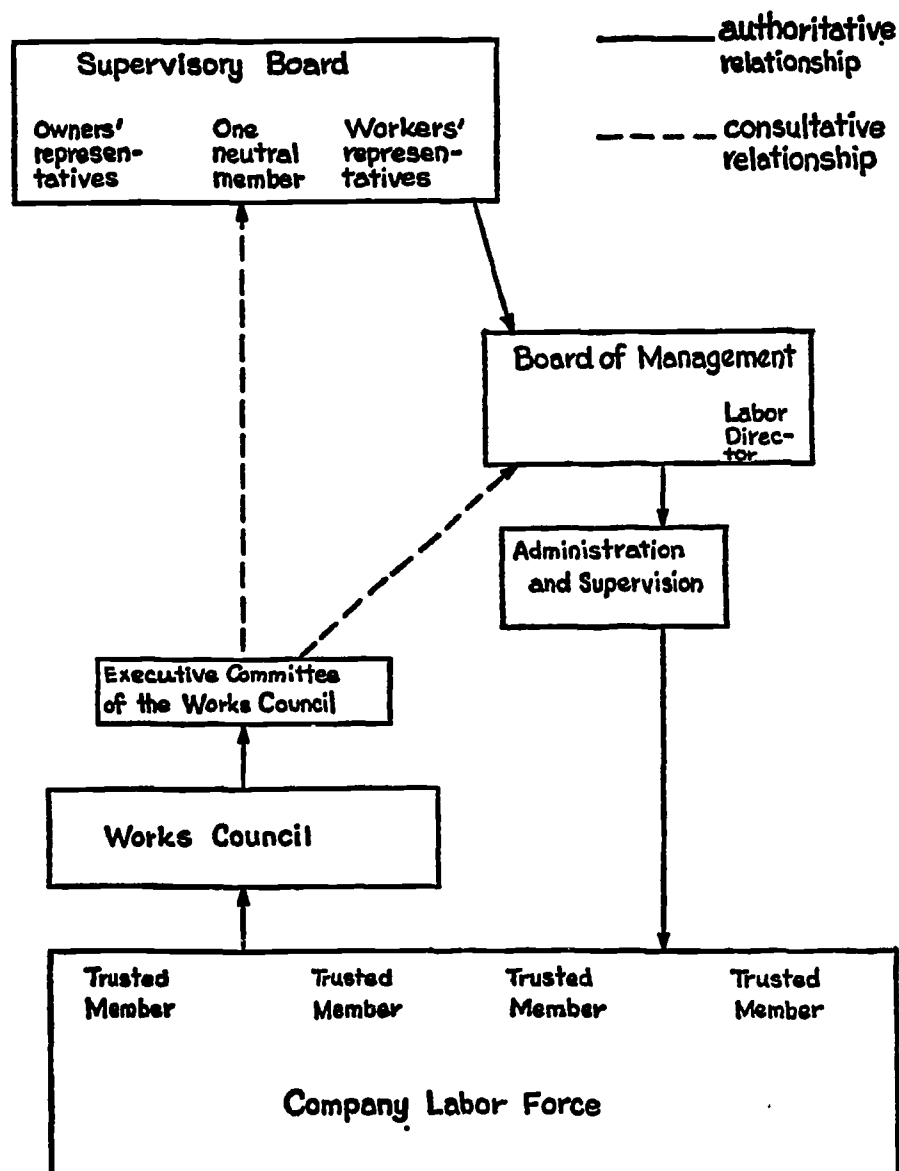 authoritative
relationship
consultative
relationship
Supervisory Board
Owners'
represen-
tatives
One
neutral
member
Workers'
represen-
tatives
Board of Management
Labor
Direc-
tor
Administration
and Supervision
Executive Committee
of the Works Council
Works Council
Trusted
Member
Trusted
Member
Trusted
Member
Trusted
Member
Company Labor Force